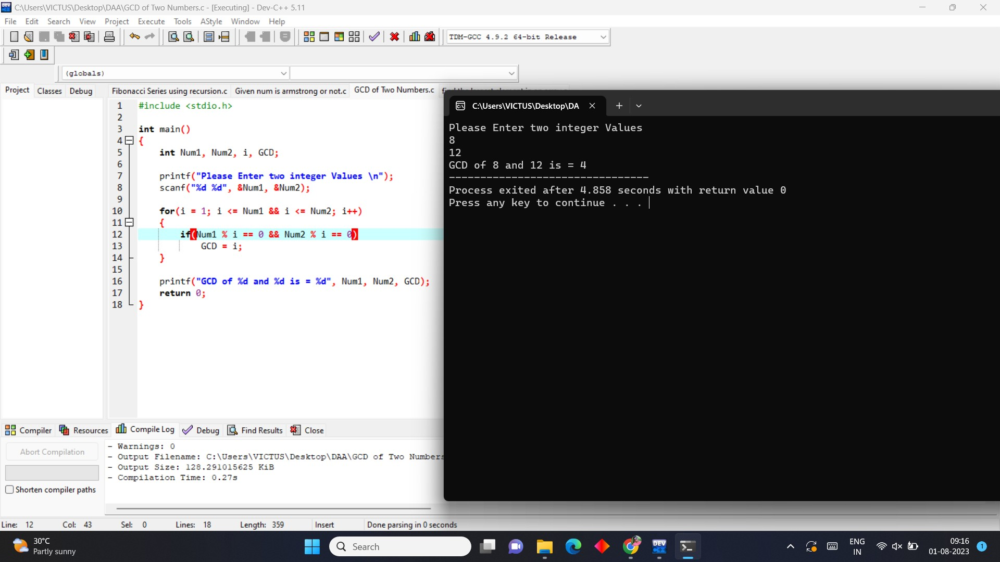 C:\Users\VICTUS\Desktop\DAA\GCD of Two Numbers.c - [Executing] - Dev-C++ 5.11
File Edit Search View Project Execute Tools AStyle Window Help
TDM-GCC 4.9.2 64-bit Release
(globals)
Project Classes Debug
Fibonacci Series using recursion.c Given num is armstrong or not.c GCD of Two Numbers.c
1 #include <stdio.h>
2
3 int main()
4 {
5 int Num1, Num2, i, GCD;
6
7 printf("Please Enter two integer Values \n");
8 scanf("%d %d", &Num1, &Num2);
9
10 for(i = 1; i <= Num1 && i <= Num2; i++)
11 {
12 if(Num1 % i == 0 && Num2 % i == 0)
13 GCD = i;
14 }
15
16 printf("GCD of %d and %d is = %d", Num1, Num2, GCD);
17 return 0;
18 }
C:\Users\VICTUS\Desktop\DA
Please Enter two integer Values
8
12
GCD of 8 and 12 is = 4
--------------------------------
Process exited after 4.858 seconds with return value 0
Press any key to continue . . .
Compiler Resources Compile Log Debug Find Results Close
Abort Compilation
Shorten compiler paths
- Warnings: 0
- Output Filename: C:\Users\VICTUS\Desktop\DAA\GCD of Two Numbers
- Output Size: 128.291015625 KiB
- Compilation Time: 0.27s
Line: 12 Col: 43 Sel: 0 Lines: 18 Length: 359 Insert Done parsing in 0 seconds
30°C
Partly sunny
Search
DEV C++
ENG
IN
09:16
01-08-2023
1